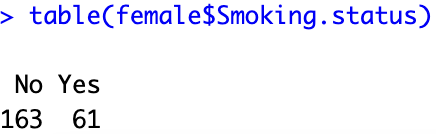 > table(female$Smoking.status)
No Yes
163 61